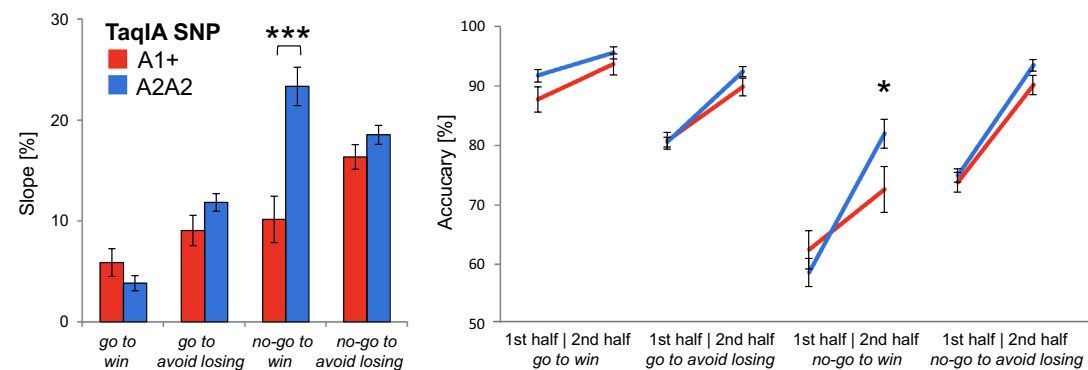 TaqIA SNP
A1+
A2A2
***
Slope [%]
30
20
10
0
go to
win
go to
avoid losing
no-go to
win
no-go to
avoid losing
Accucary [%]
100
90
80
70
60
50
*
1st half | 2nd half
go to win
1st half | 2nd half
go to avoid losing
1st half | 2nd half
no-go to win
1st half | 2nd half
no-go to avoid losing